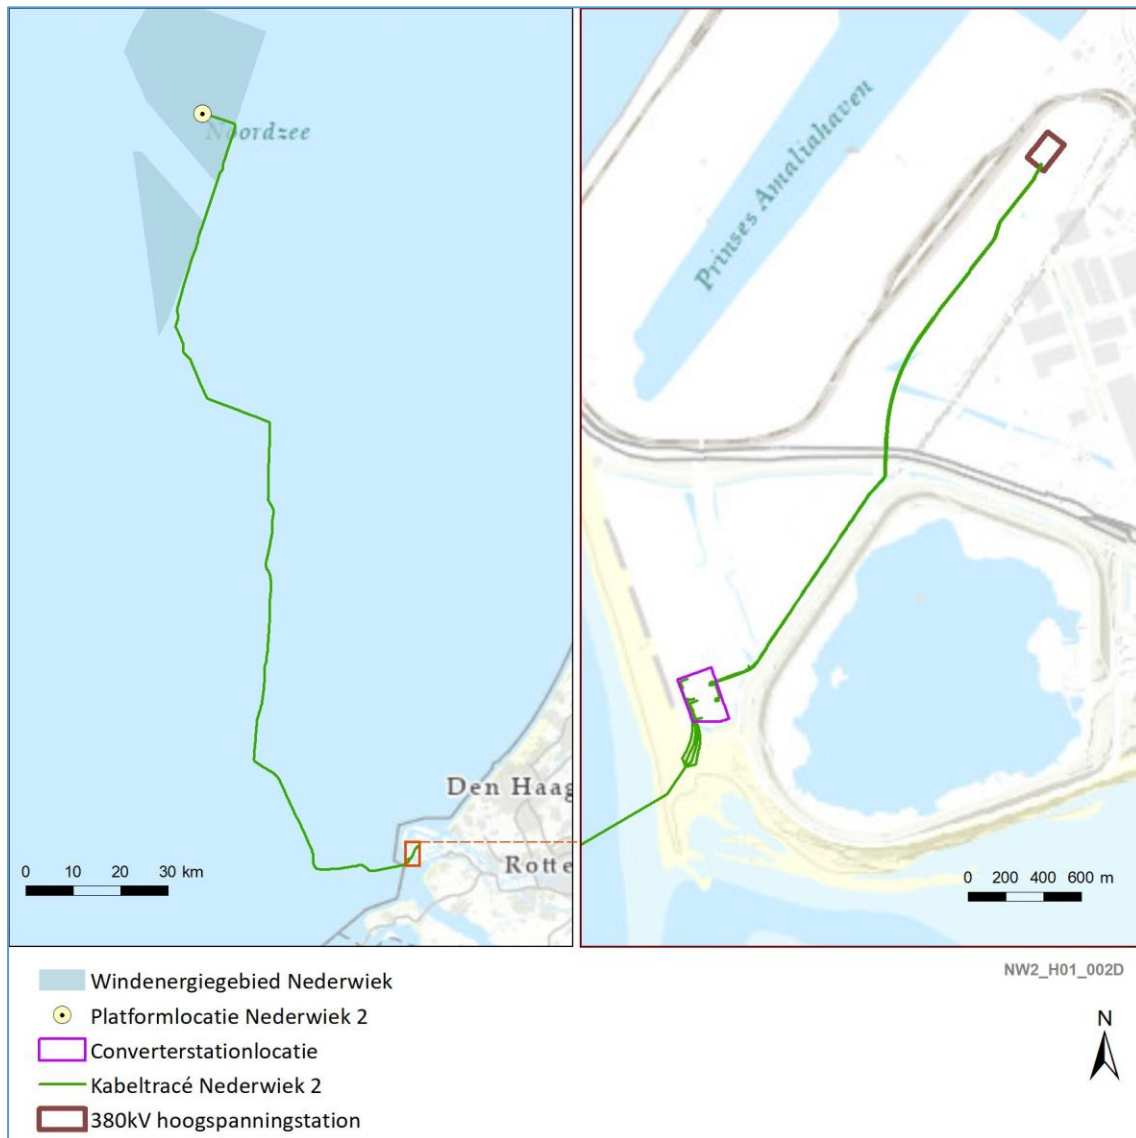 Noordzee
Den Haag
Rotte
0 10 20 30 km
Prinses Amaliahaven
0 200 400 600 m
NW2_H01_002D
N
Windenergiegebied Nederwiek
Platformlocatie Nederwiek 2
Converterstationlocatie
Kabeltracé Nederwiek 2
380kV hoogspanningstation